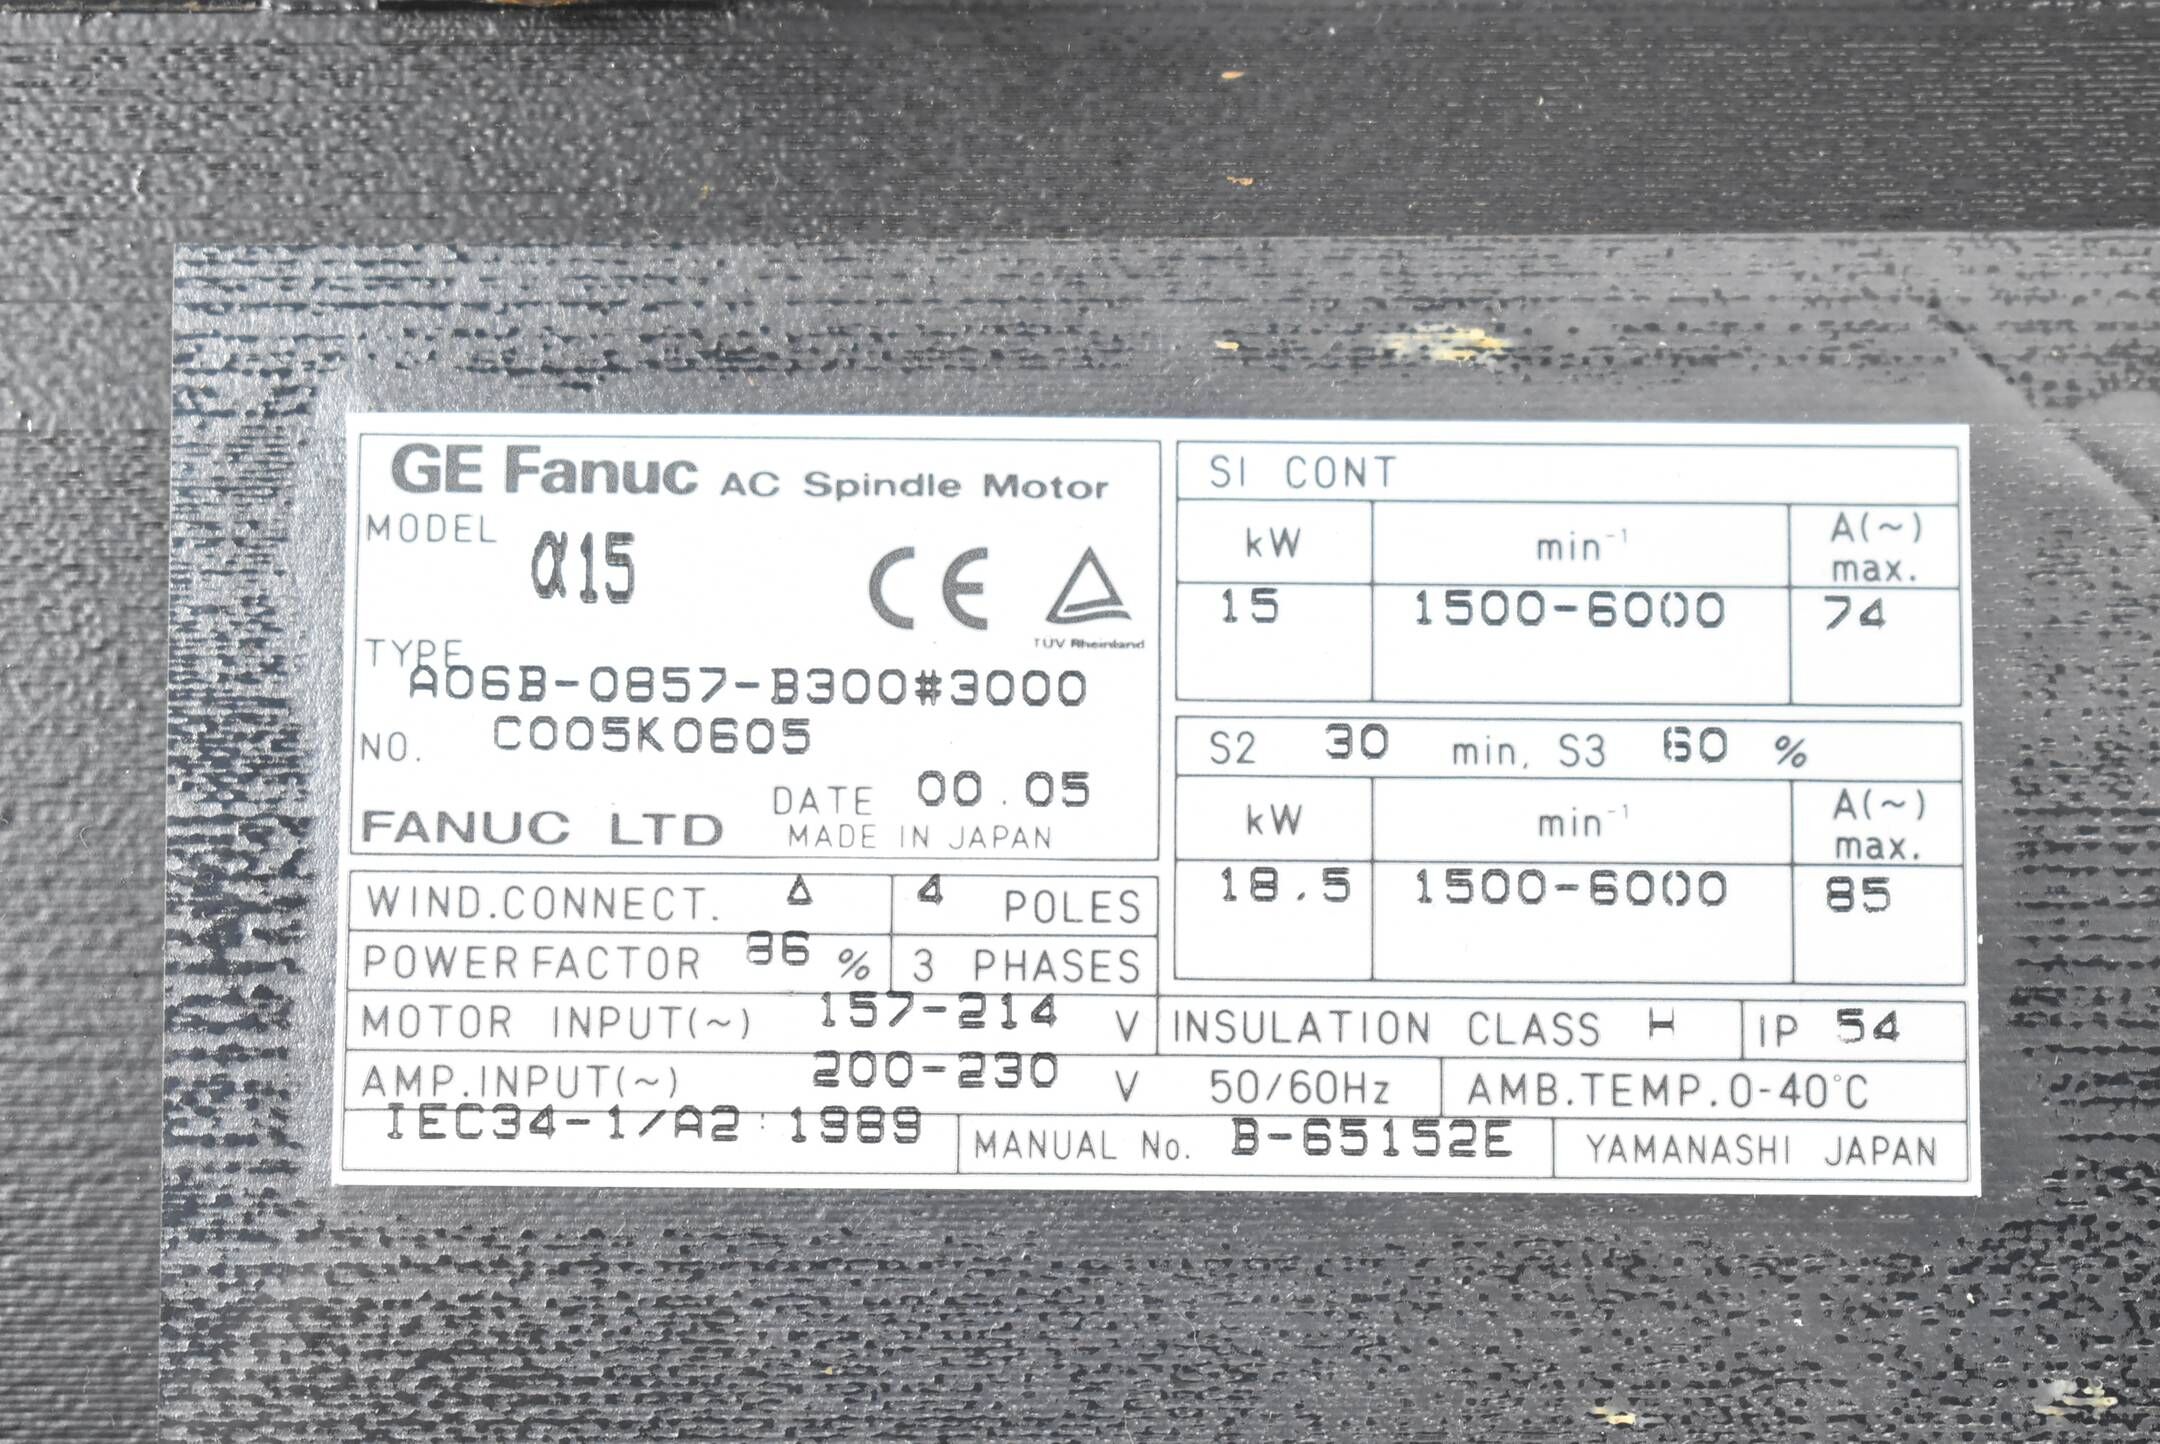 GE Fanuc AC Spindle Motor
MODEL α15
CE
TÜV Rheinland
TYPE A06B-0857-B300#3000
NO. C005K0605
DATE 00.05
FANUC LTD MADE IN JAPAN
WIND.CONNECT. Δ 4 POLES
POWER FACTOR % 3 PHASES
MOTOR INPUT(~) 157-214 V
AMP.INPUT(~) 200-230 V 50/60Hz
IEC34-1/A2:1989
S1 CONT
kW min⁻¹ A(~) max.
15 1500-6000 74
S2 30 min, S3 60 %
kW min⁻¹ A(~) max.
18.5 1500-6000 85
INSULATION CLASS H IP 54
AMB.TEMP.0-40°C
MANUAL No. B-65152E YAMANASHI JAPAN